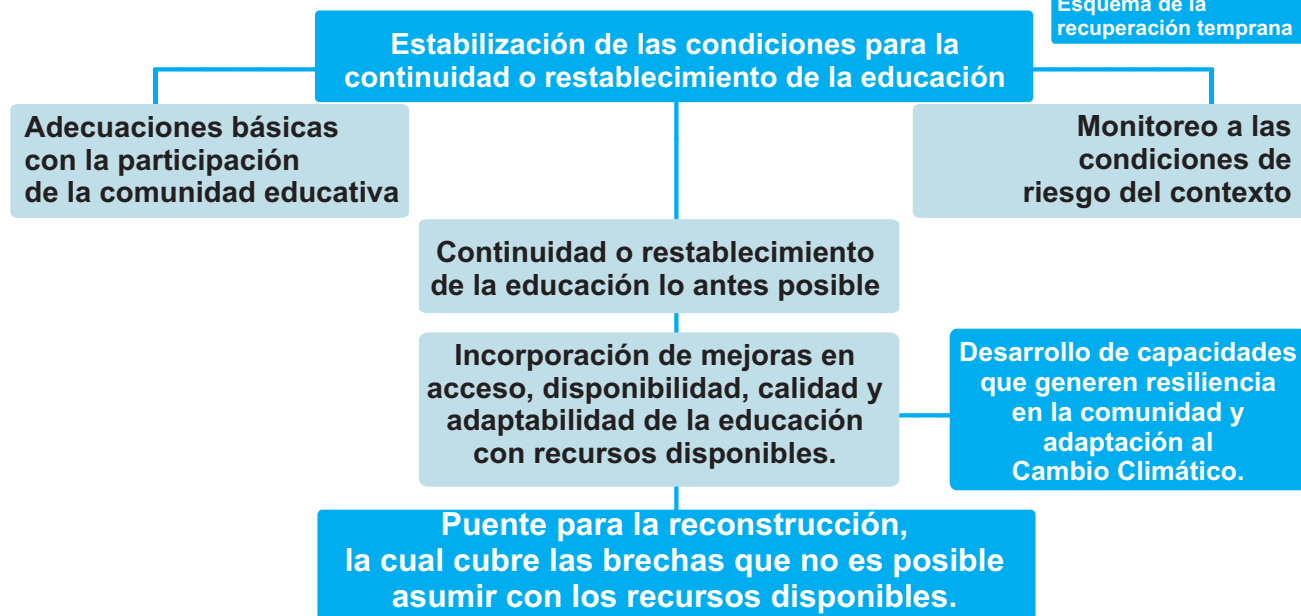 Esquema de la
recuperación temprana
Estabilización de las condiciones para la
continuidad o restablecimiento de la educación
Adecuaciones básicas
con la participación
de la comunidad educativa
Monitoreo a las
condiciones de
riesgo del contexto
Continuidad o restablecimiento
de la educación lo antes posible
Incorporación de mejoras en
acceso, disponibilidad, calidad y
adaptabilidad de la educación
con recursos disponibles.
Desarrollo de capacidades
que generen resiliencia
en la comunidad y
adaptación al
Cambio Climático.
Puente para la reconstrucción,
la cual cubre las brechas que no es posible
asumir con los recursos disponibles.